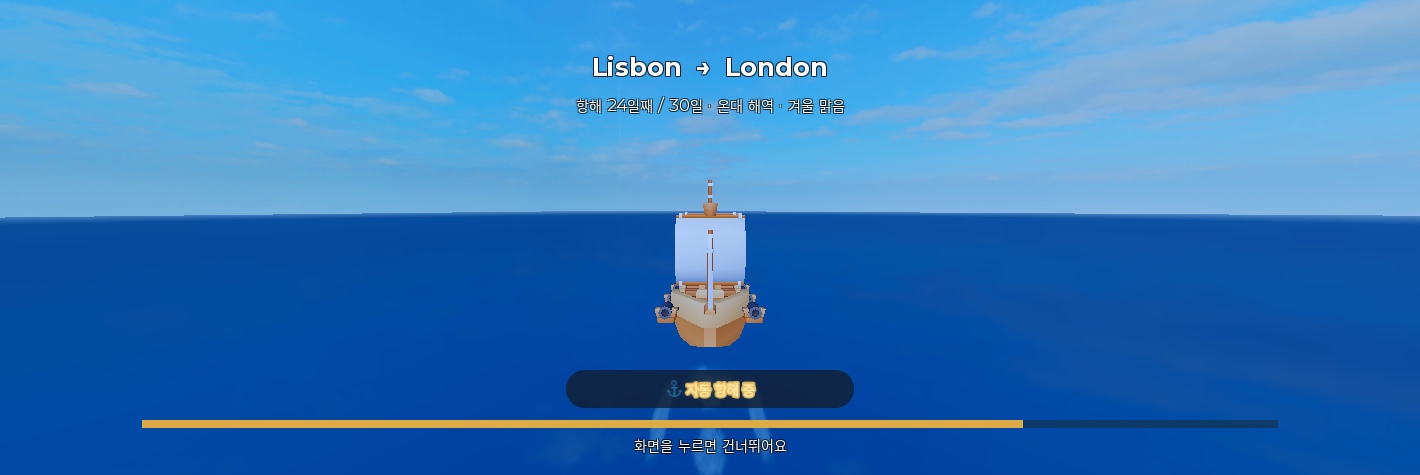 Lisbon → London
항해 24일째 / 30일 · 온대 해역 · 겨울 맑음
⚓ 자동 항해 중
화면을 누르면 건너뛰어요